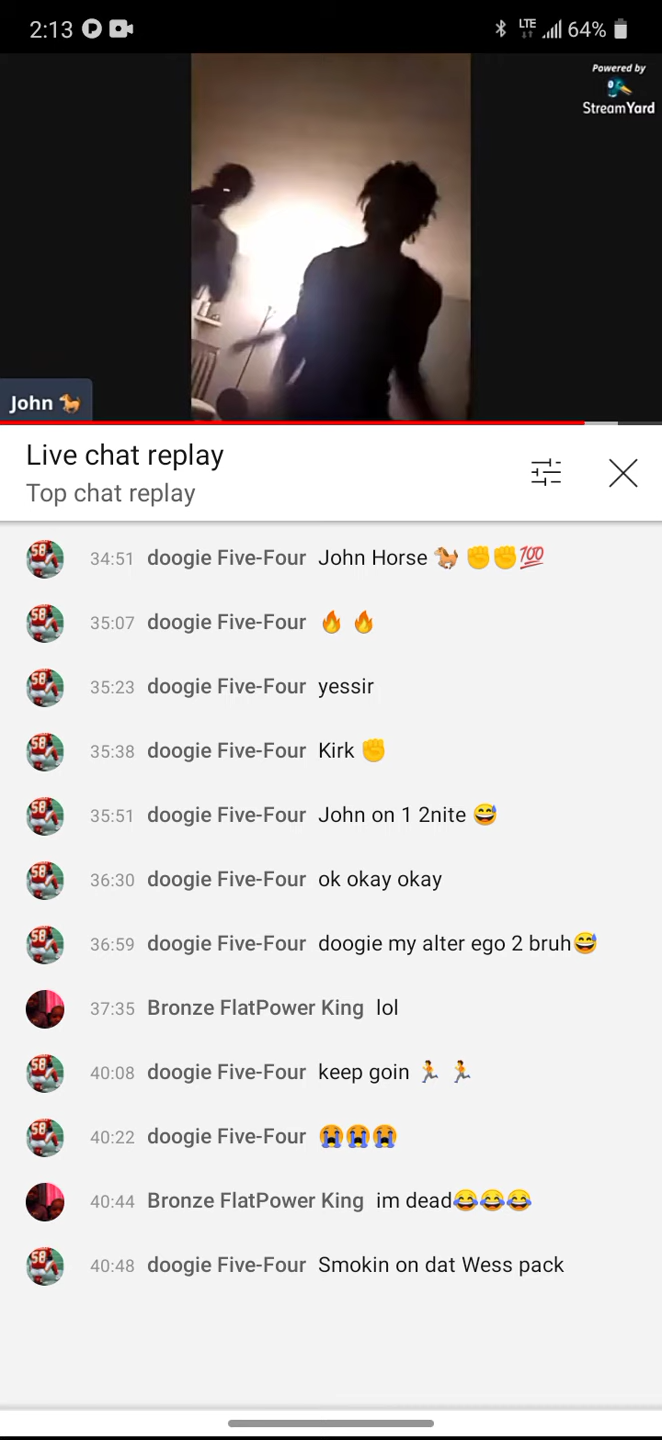 2:13
LTE 64%
Powered by
StreamYard
John 🐎
Live chat replay
Top chat replay
34:51 doogie Five-Four John Horse 🐎 ✊✊💯
35:07 doogie Five-Four 🔥 🔥
35:23 doogie Five-Four yessir
35:38 doogie Five-Four Kirk ✊
35:51 doogie Five-Four John on 1 2nite 😅
36:30 doogie Five-Four ok okay okay
36:59 doogie Five-Four doogie my alter ego 2 bruh😅
37:35 Bronze FlatPower King lol
40:08 doogie Five-Four keep goin 🏃 🏃
40:22 doogie Five-Four 😭😭😭
40:44 Bronze FlatPower King im dead😂😂😂
40:48 doogie Five-Four Smokin on dat Wess pack